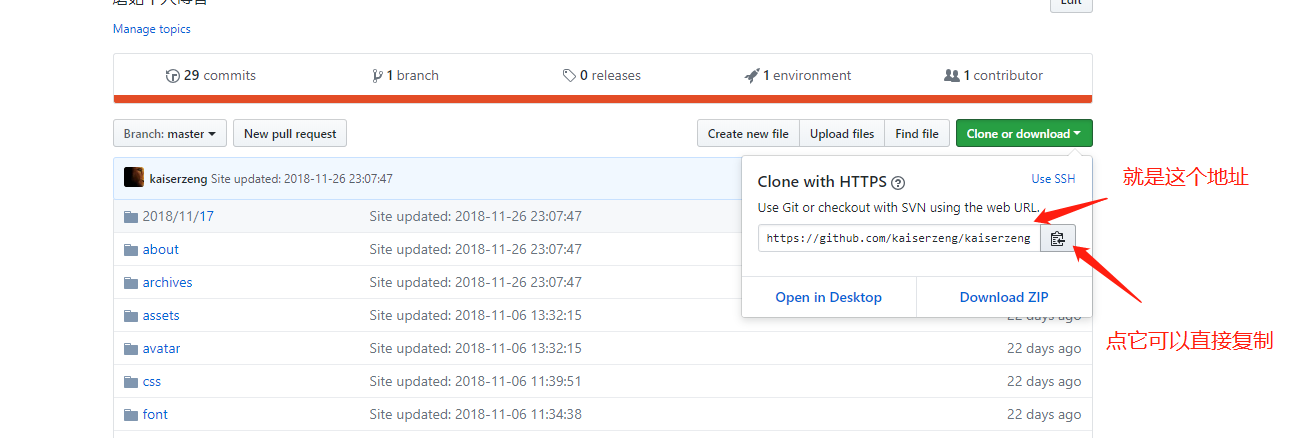 Edit
Manage topics
29 commits
1 branch
0 releases
1 environment
1 contributor
Branch: master
New pull request
Create new file
Upload files
Find file
Clone or download
kaiserzeng Site updated: 2018-11-26 23:07:47
Clone with HTTPS
Use SSH
就是这个地址
Use Git or checkout with SVN using the web URL.
https://github.com/kaiserzeng/kaiserzeng
Open in Desktop
Download ZIP
点它可以直接复制
2018/11/17 Site updated: 2018-11-26 23:07:47
about Site updated: 2018-11-26 23:07:47
archives Site updated: 2018-11-26 23:07:47
assets Site updated: 2018-11-06 13:32:15 22 days ago
avatar Site updated: 2018-11-06 13:32:15 22 days ago
css Site updated: 2018-11-06 11:39:51 22 days ago
font Site updated: 2018-11-06 11:34:38 22 days ago